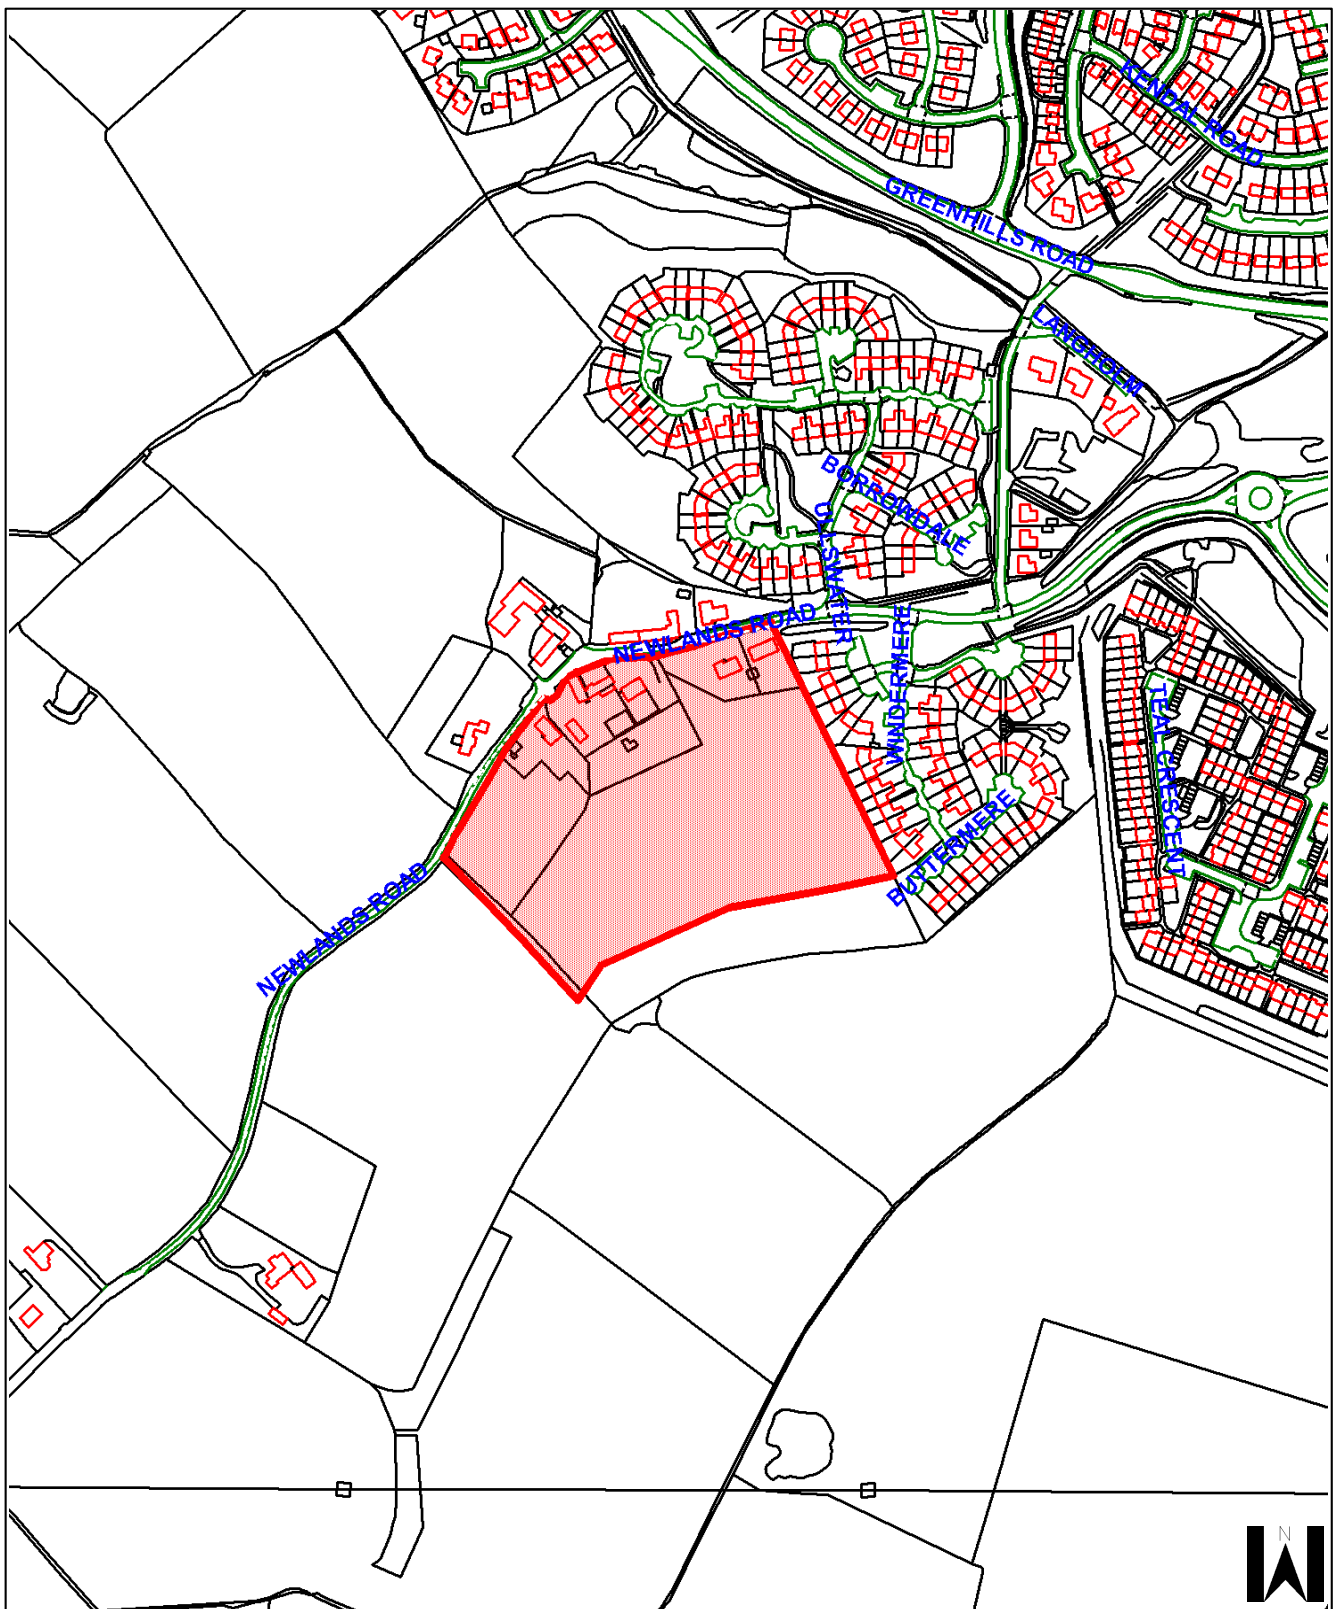 KENDAL ROAD
GREENHILLS ROAD
LANGHOLM
BORROWDALE
ULLSWATER
NEWLANDS ROAD
WINDERMERE
TEAL CRESCENT
BUTTERMERE
NEWLANDS ROAD
N